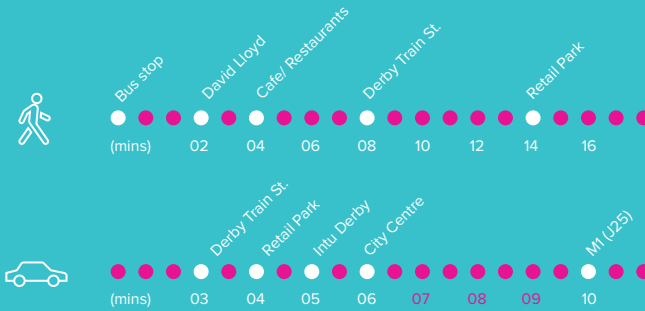 Bus stop
David Lloyd
Cafe/ Restaurants
Derby Train St.
Retail Park
(mins) 02 04 06 08 10 12 14 16
Derby Train St.
Retail Park
Intu Derby
City Centre
M1 (J25)
(mins) 03 04 05 06 07 08 09 10